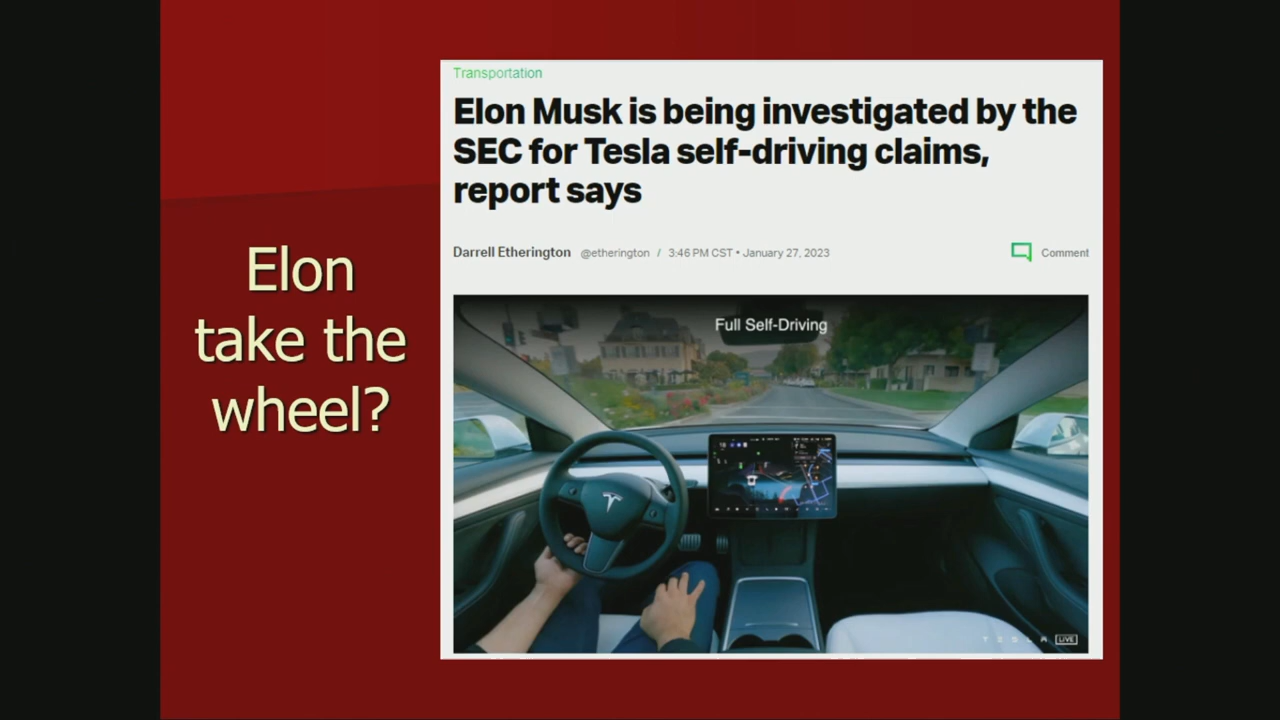 Elon
take the
wheel?
Transportation
Elon Musk is being investigated by the
SEC for Tesla self-driving claims,
report says
Darrell Etherington @etherington / 3:46 PM CST • January 27, 2023
Comment
Full Self-Driving
TESLA LIVE